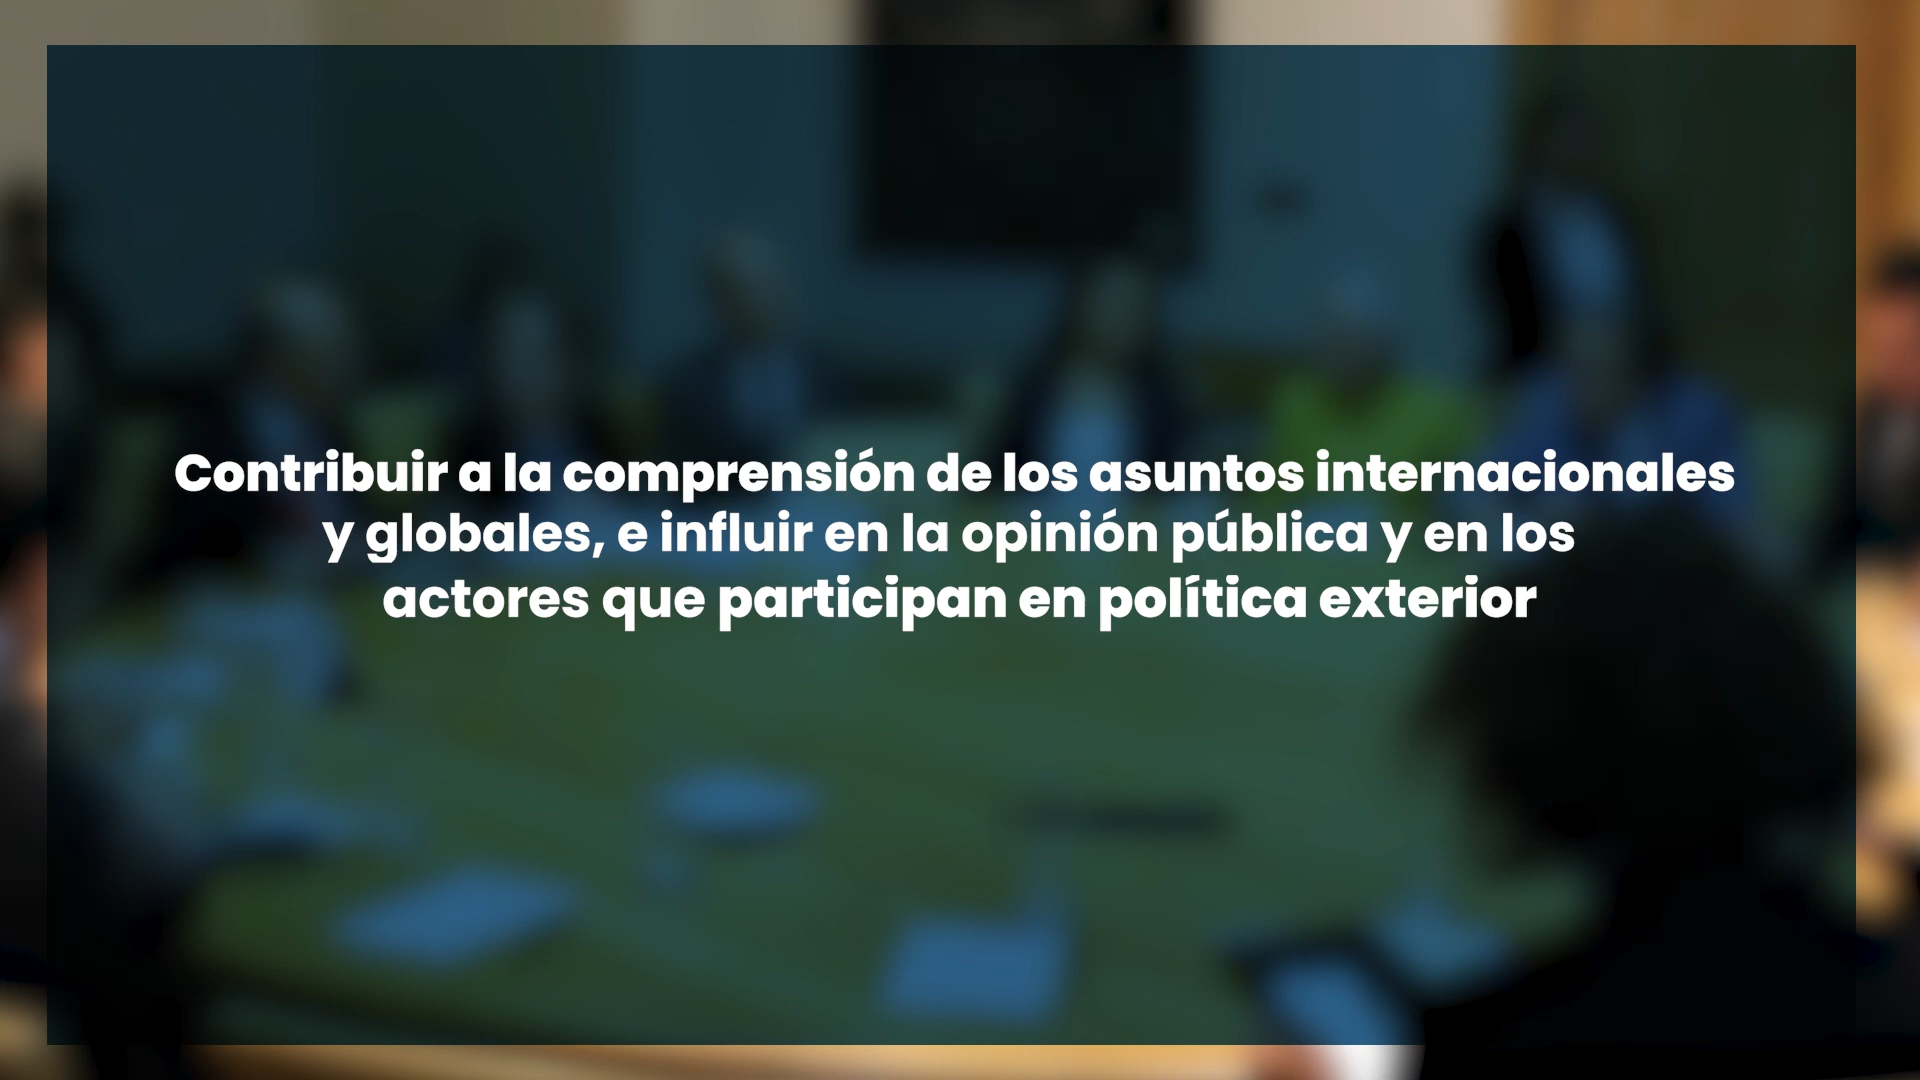 Contribuir a la comprensión de los asuntos internacionales
y globales, e influir en la opinión pública y en los
actores que participan en política exterior